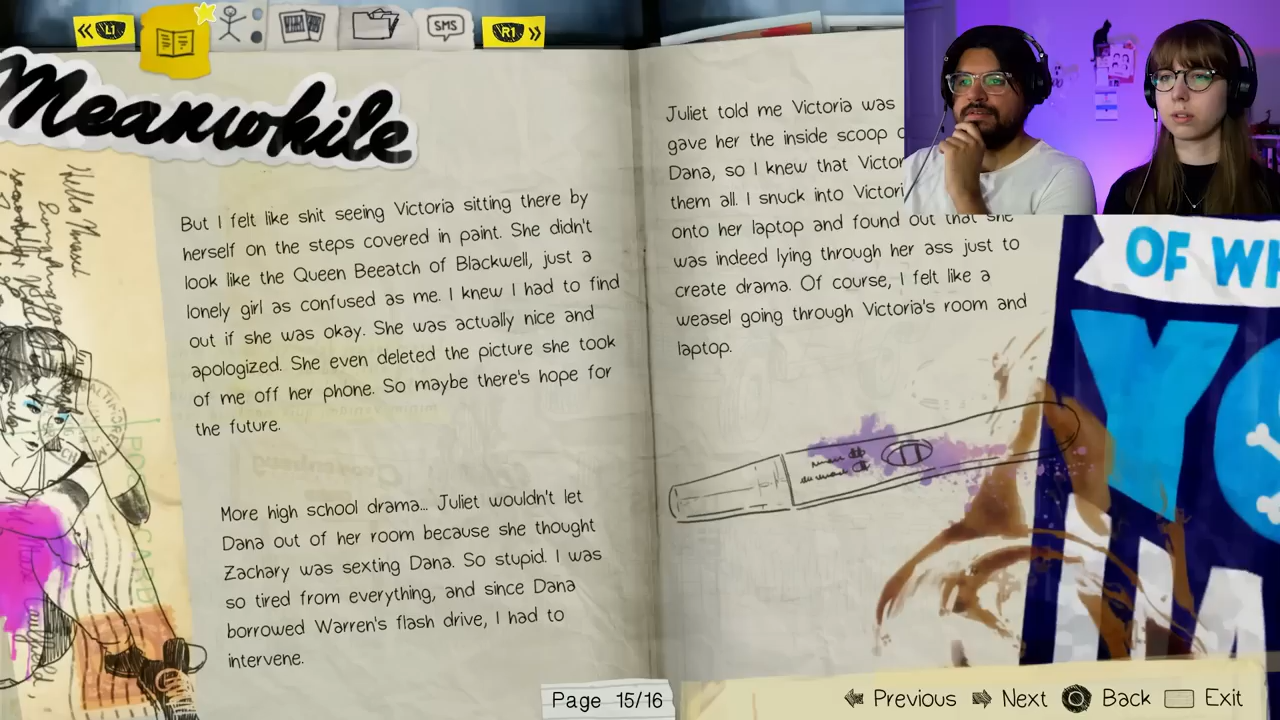 L1
SMS
R1
Meanwhile
But I felt like shit seeing Victoria sitting there by
herself on the steps covered in paint. She didn't
look like the Queen Beeatch of Blackwell, just a
lonely girl as confused as me. I knew I had to find
out if she was okay. She was actually nice and
apologized. She even deleted the picture she took
of me off her phone. So maybe there's hope for
the future.
More high school drama... Juliet wouldn't let
Dana out of her room because she thought
Zachary was sexting Dana. So stupid. I was
so tired from everything, and since Dana
borrowed Warren's flash drive, I had to
intervene.
Juliet told me Victoria was
gave her the inside scoop
Dana, so I knew that Victor
them all. I snuck into Victori
onto her laptop and found out that she
was indeed lying through her ass just to
create drama. Of course, I felt like a
weasel going through Victoria's room and
laptop.
OF WH
YO
POSTCARD
Page 15/16
Previous
Next
Back
Exit